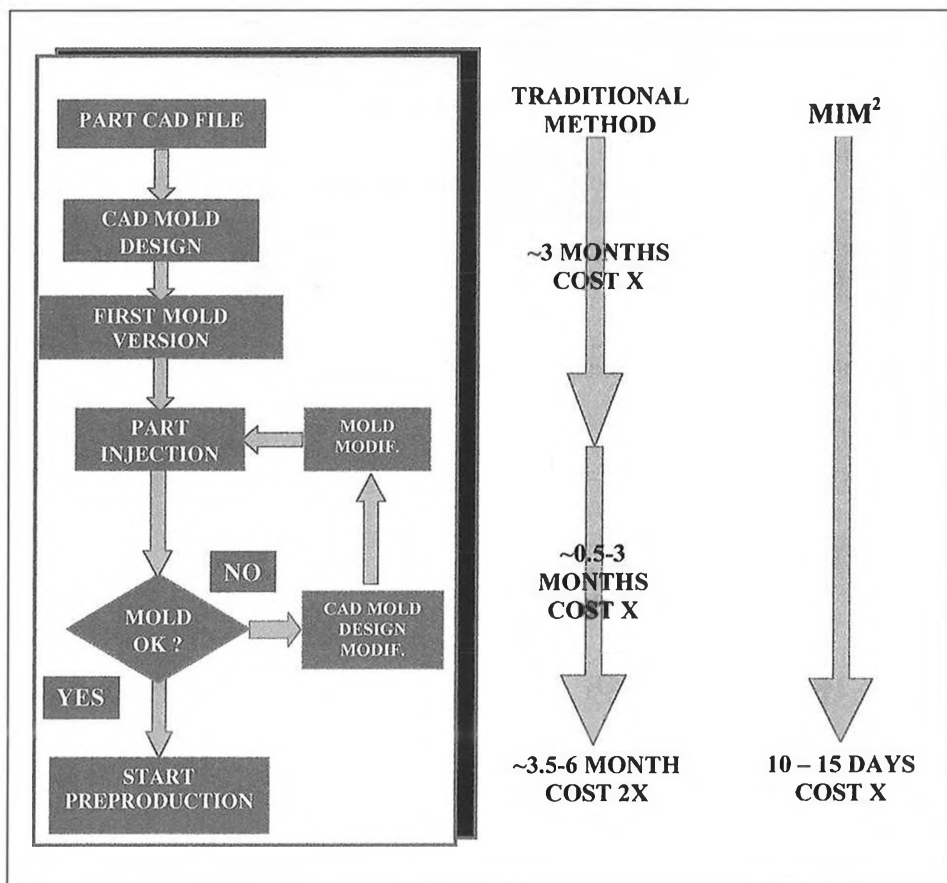 PART CAD FILE
CAD MOLD
DESIGN
FIRST MOLD
VERSION
PART
INJECTION
MOLD
MODIF.
NO
MOLD
OK ?
CAD MOLD
DESIGN
MODIF.
YES
START
PREPRODUCTION
TRADITIONAL
METHOD
~3 MONTHS
COST X
~0.5-3
MONTHS
COST X
~3.5-6 MONTH
COST 2X
MIM²
10 – 15 DAYS
COST X